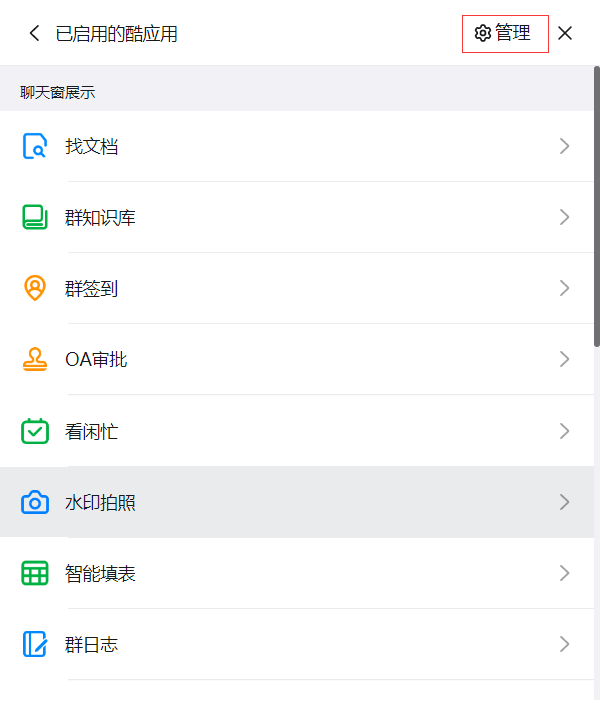 已启用的酷应用
管理
聊天窗展示
找文档
群知识库
群签到
OA审批
看闲忙
水印拍照
智能填表
群日志